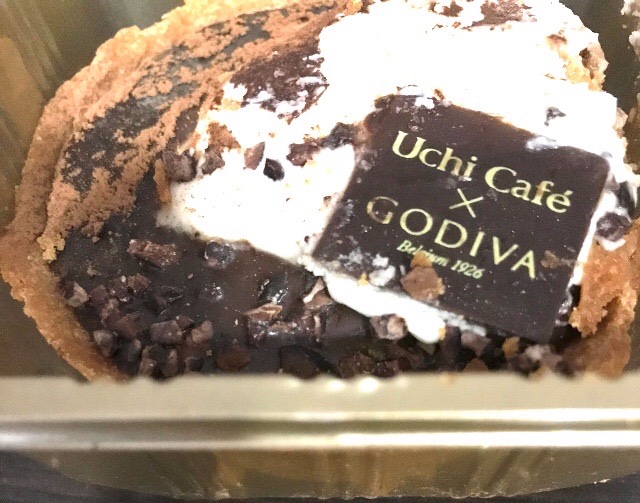 Uchi Café
×
GODIVA
Belgium 1926